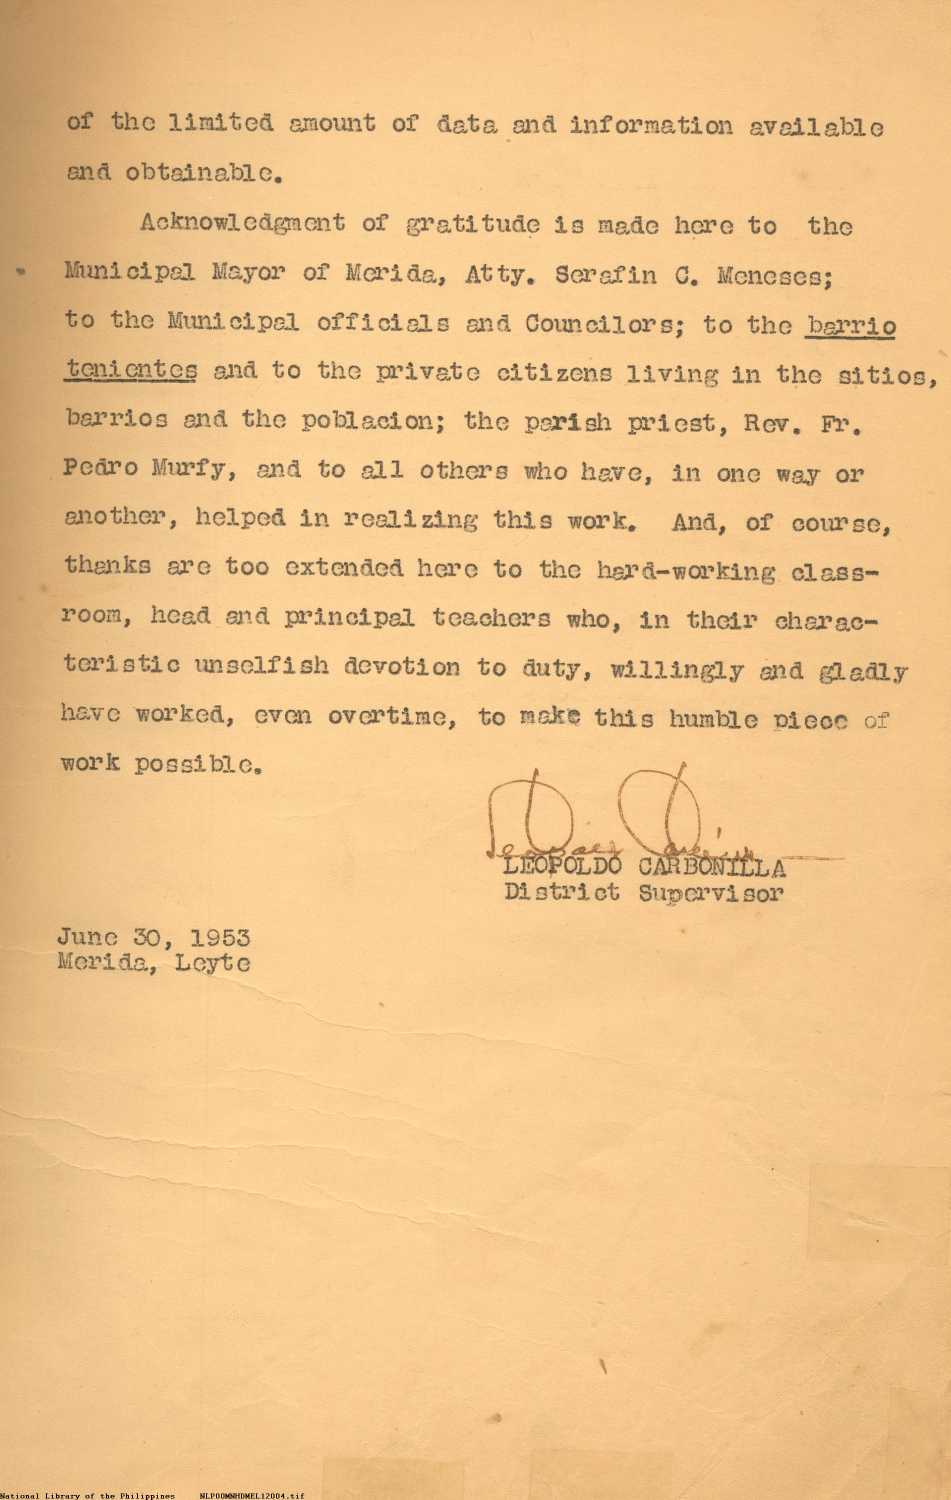 of the limited amount of data and information available
and obtainable.
Acknowledgment of gratitude is made here to the
Municipal Mayor of Merida, Atty. Serafin C. Meneses;
to the Municipal officials and Councilors; to the barrio
tenientes and to the private citizens living in the sitios,
barrios and the poblacion; the parish priest, Rev. Fr.
Pedro Murfy, and to all others who have, in one way or
another, helped in realizing this work. And, of course,
thanks are too extended here to the hard-working class-
room, head and principal teachers who, in their charac-
teristic unselfish devotion to duty, willingly and gladly
have worked, even overtime, to make this humble piece of
work possible.
LEOPOLDO CARBONILLA
District Supervisor
June 30, 1953
Merida, Leyte
National Library of the Philippines NLPOOMNHDMEL12004.tif